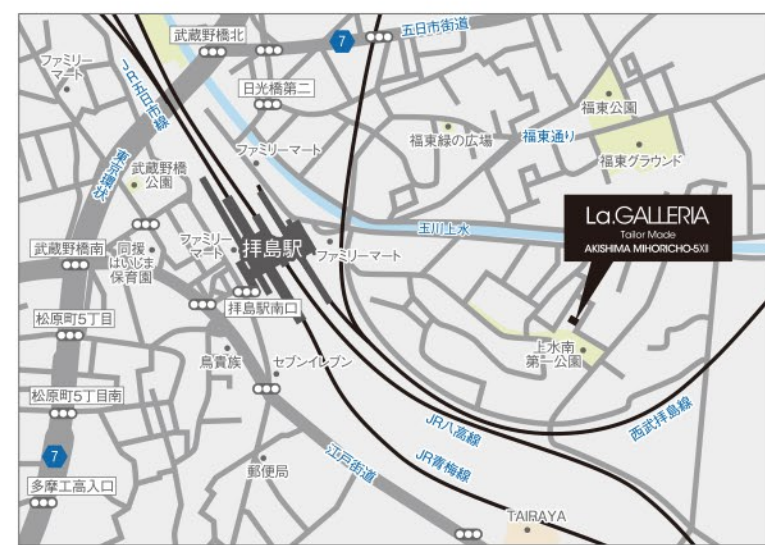 武蔵野橋北
7
五日市街道
ファミリー
マート
JR五日市線
日光橋第二
福東公園
福東緑の広場
福東通り
ファミリーマート
東京環状
武蔵野橋
公園
福東グラウンド
La.GALLERIA
Tailor Made
AKISHIMA MIHORICHO-5XII
玉川上水
武蔵野橋南
同援
はいじま
保育園
ファミリー
マート
拝島駅
ファミリーマート
拝島駅南口
松原町5丁目
鳥貴族
セブンイレブン
上水南
第一公園
松原町5丁目南
JR八高線
西武拝島線
7
江戸街道
JR青梅線
郵便局
多摩工高入口
TAIRAYA